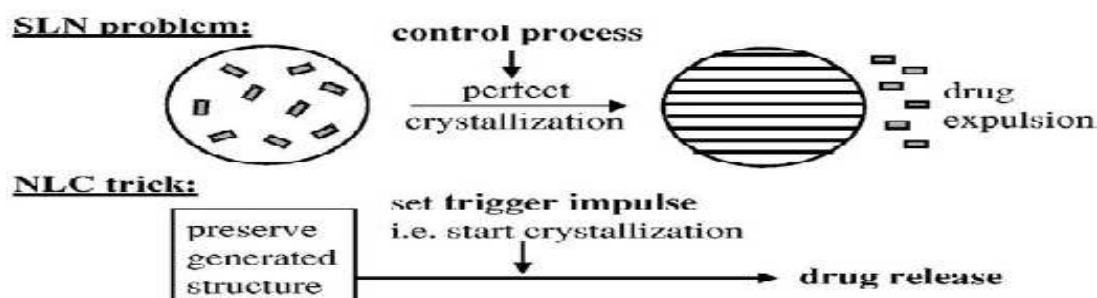 SLN problem:
control process
perfect
crystallization
drug
expulsion
NLC trick:
set trigger impulse
i.e. start crystallization
preserve
generated
structure
drug release